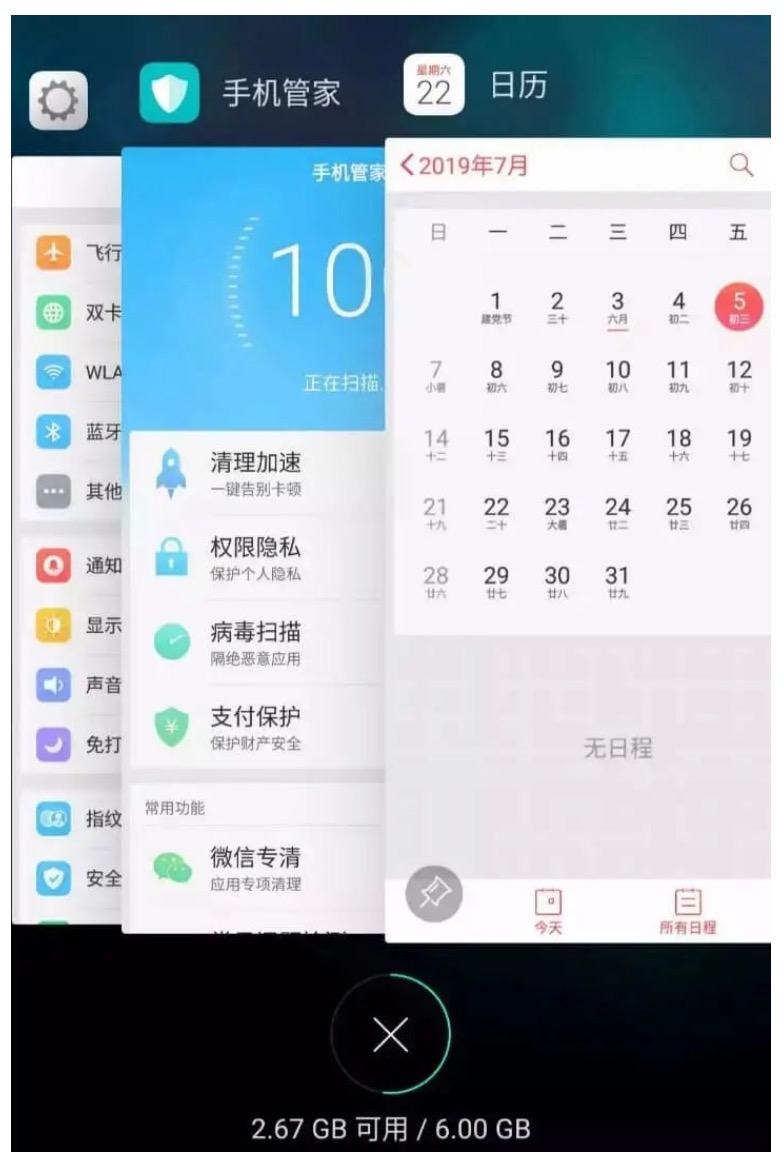 手机管家
星期六
22
日历
飞行
双卡
WLA
蓝牙
其他
通知
显示
声音
免打
指纹
安全
手机管家
10
正在扫描.
清理加速
一键告别卡顿
权限隐私
保护个人隐私
病毒扫描
隔绝恶意应用
支付保护
保护财产安全
常用功能
微信专清
应用专项清理
2019年7月
日 一 二 三 四 五
1 2 3 4 5
建党节 三十 六月 初二 初三
7 8 9 10 11 12
小暑 初六 初七 初八 初九 初十
14 15 16 17 18 19
十二 十三 十四 十五 十六 十七
21 22 23 24 25 26
十九 二十 大暑 廿二 廿三 廿四
28 29 30 31
廿六 廿七 廿八 廿九
无日程
今天
所有日程
2.67 GB 可用 / 6.00 GB